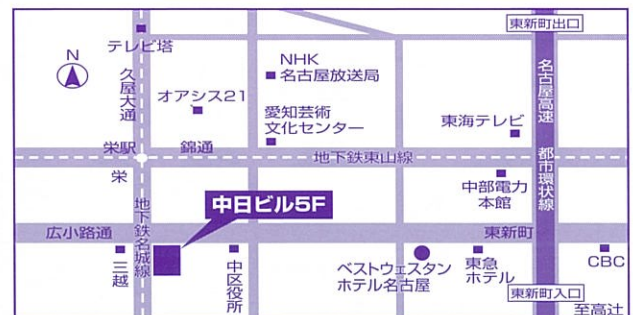 東新町出口
テレビ塔
N
久屋大通
オアシス21
NHK
名古屋放送局
愛知芸術
文化センター
東海テレビ
名古屋高速
都市環状線
栄駅
錦通
地下鉄東山線
栄
中部電力
本館
地下鉄名城線
中日ビル5F
広小路通
東新町
三越
中区役所
ベストウェスタン
ホテル名古屋
東急
ホテル
CBC
東新町入口
至高辻